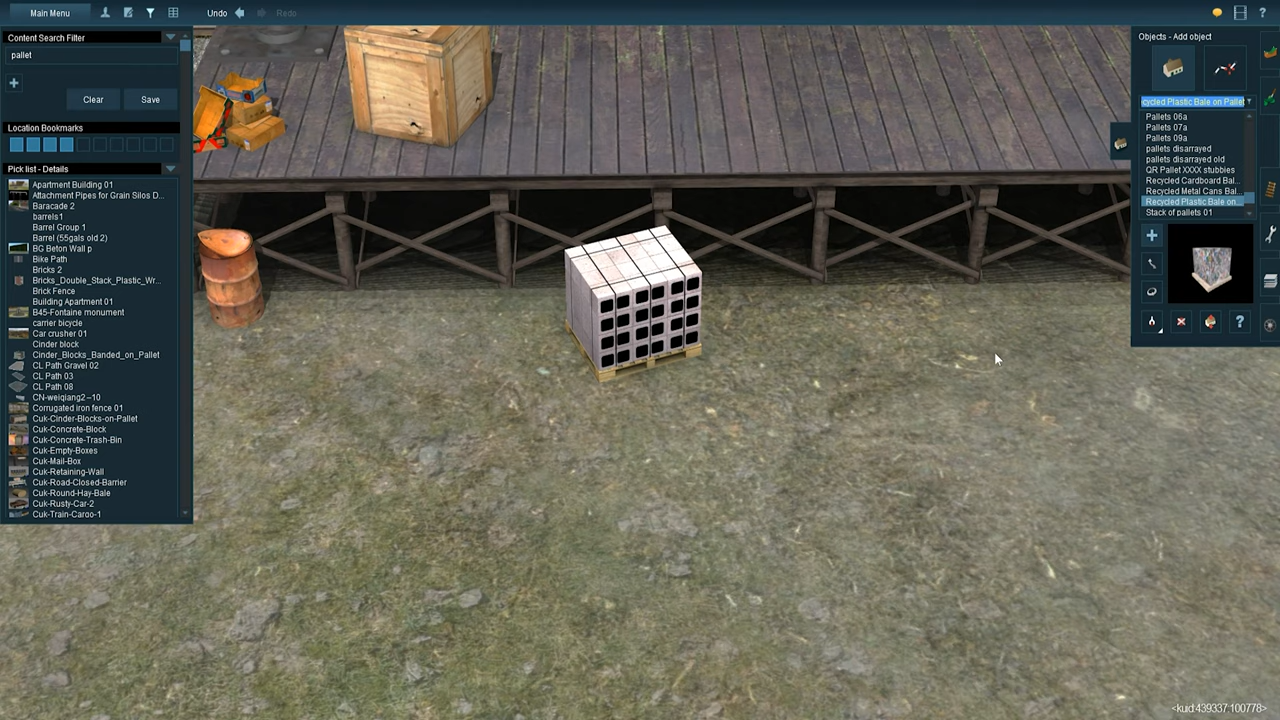 Main Menu
Undo
Redo
?
Content Search Filter
pallet
Clear
Save
Location Bookmarks
Pick list - Details
Apartment Building 01
Attachment Pipes for Grain Silos D...
Baracade 2
barrels1
Barrel Group 1
Barrel (55gals old 2)
BG Beton Wall p
Bike Path
Bricks 2
Bricks_Double_Stack_Plastic_Wr...
Brick Fence
Building Apartment 01
B45-Fontaine monument
carrier bicycle
Car crusher 01
Cinder block
Cinder_Blocks_Banded_on_Pallet
CL Path Gravel 02
CL Path 03
CL Path 08
CN-weiqiang2--10
Corrugated iron fence 01
Cuk-Cinder-Blocks-on-Pallet
Cuk-Concrete-Block
Cuk-Concrete-Trash-Bin
Cuk-Empty-Boxes
Cuk-Mail-Box
Cuk-Retaining-Wall
Cuk-Road-Closed-Barrier
Cuk-Round-Hay-Bale
Cuk-Rusty-Car-2
Cuk-Train-Cargo-1
Objects - Add object
cycled Plastic Bale on Pallet
Pallets 06a
Pallets 07a
Pallets 09a
pallets disarrayed
pallets disarrayed old
QR Pallet XXXX stubbies
Recycled Cardboard Bal...
Recycled Metal Cans Bal...
Recycled Plastic Bale on...
Stack of pallets 01
?
<kuid:439337:100778>